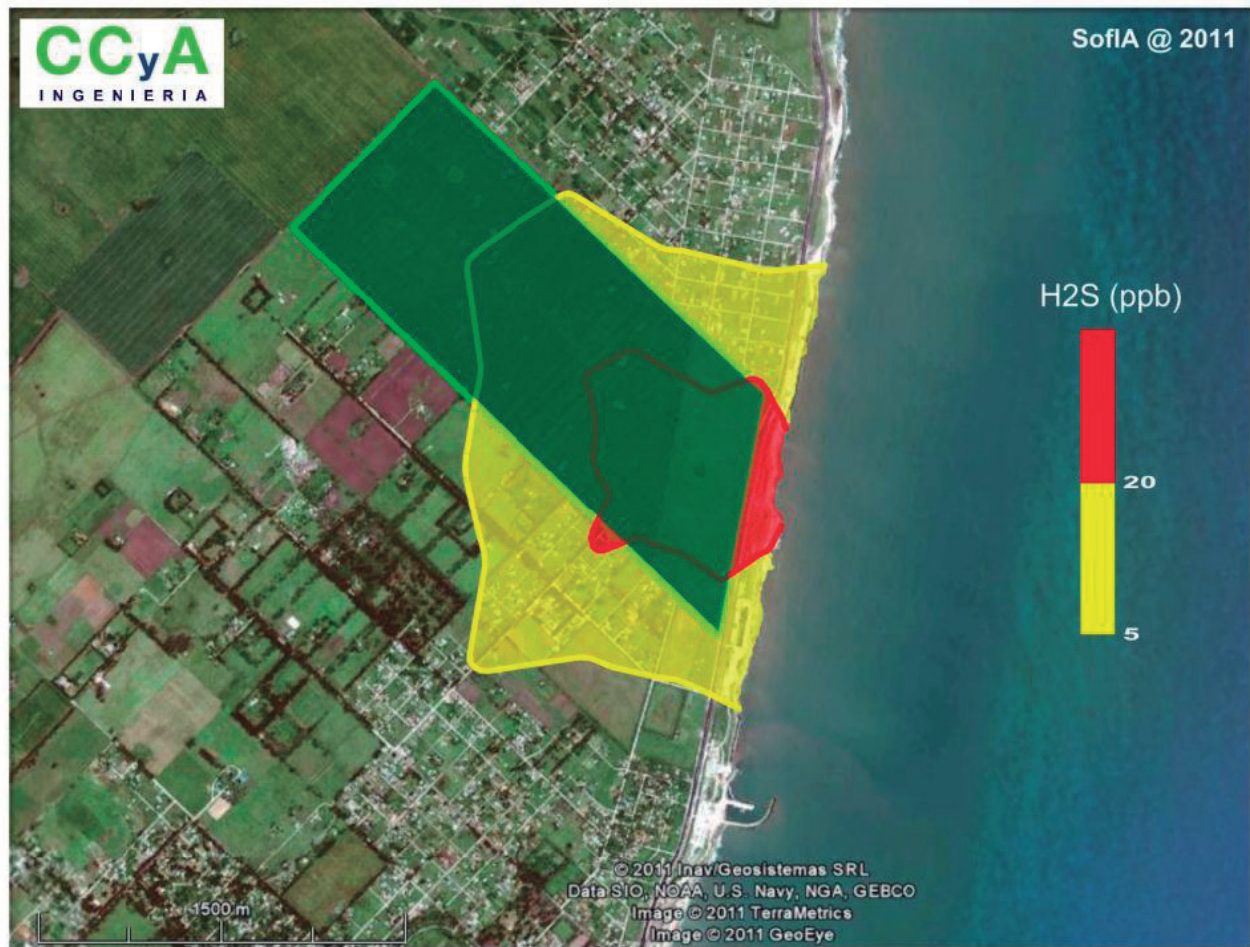 CCyA
INGENIERIA
SofIA @ 2011
H2S (ppb)
20
5
1500 m
© 2011 Inav/Geosistemas SRL
Data SIO, NOAA, U.S. Navy, NGA, GEBCO
Image © 2011 TerraMetrics
Image © 2011 GeoEye